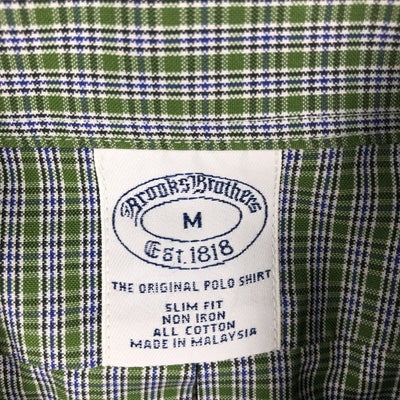 Brooks Brothers
M
Est. 1818
THE ORIGINAL POLO SHIRT
SLIM FIT
NON IRON
ALL COTTON
MADE IN MALAYSIA